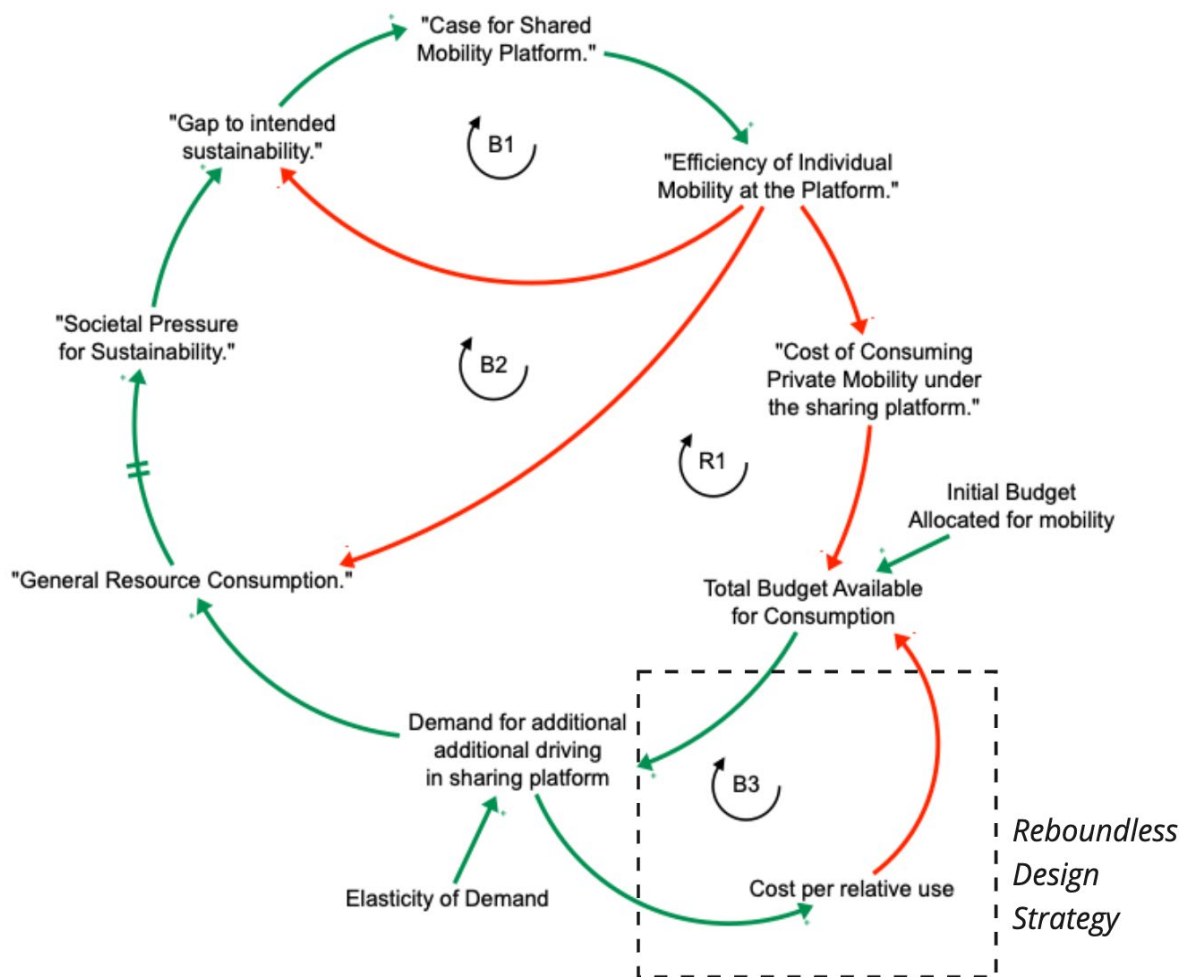 "Case for Shared
Mobility Platform."
"Gap to intended
sustainability."
B1
"Efficiency of Individual
Mobility at the Platform."
"Societal Pressure
for Sustainability."
B2
"Cost of Consuming
Private Mobility under
the sharing platform."
R1
Initial Budget
Allocated for mobility
"General Resource Consumption."
Total Budget Available
for Consumption
Demand for additional
additional driving
in sharing platform
B3
Elasticity of Demand
Cost per relative use
Reboundless
Design
Strategy